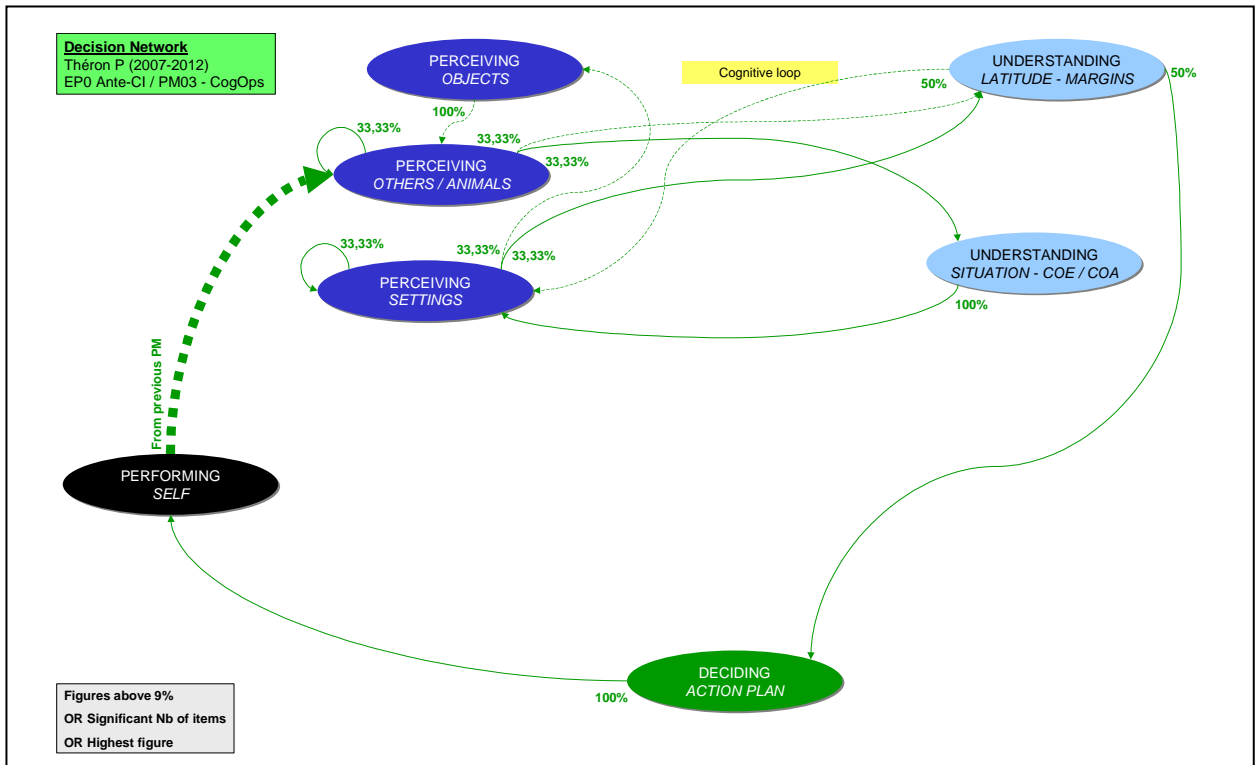 Decision Network
Théron P (2007-2012)
EP0 Ante-CI / PM03 - CogOps
PERCEIVING
OBJECTS
100%
Cognitive loop
UNDERSTANDING
LATITUDE - MARGINS
50%
50%
33,33%
33,33%
33,33%
PERCEIVING
OTHERS / ANIMALS
33,33%
33,33%
33,33%
PERCEIVING
SETTINGS
UNDERSTANDING
SITUATION - COE / COA
100%
From previous PM
PERFORMING
SELF
DECIDING
ACTION PLAN
100%
Figures above 9%
OR Significant Nb of items
OR Highest figure